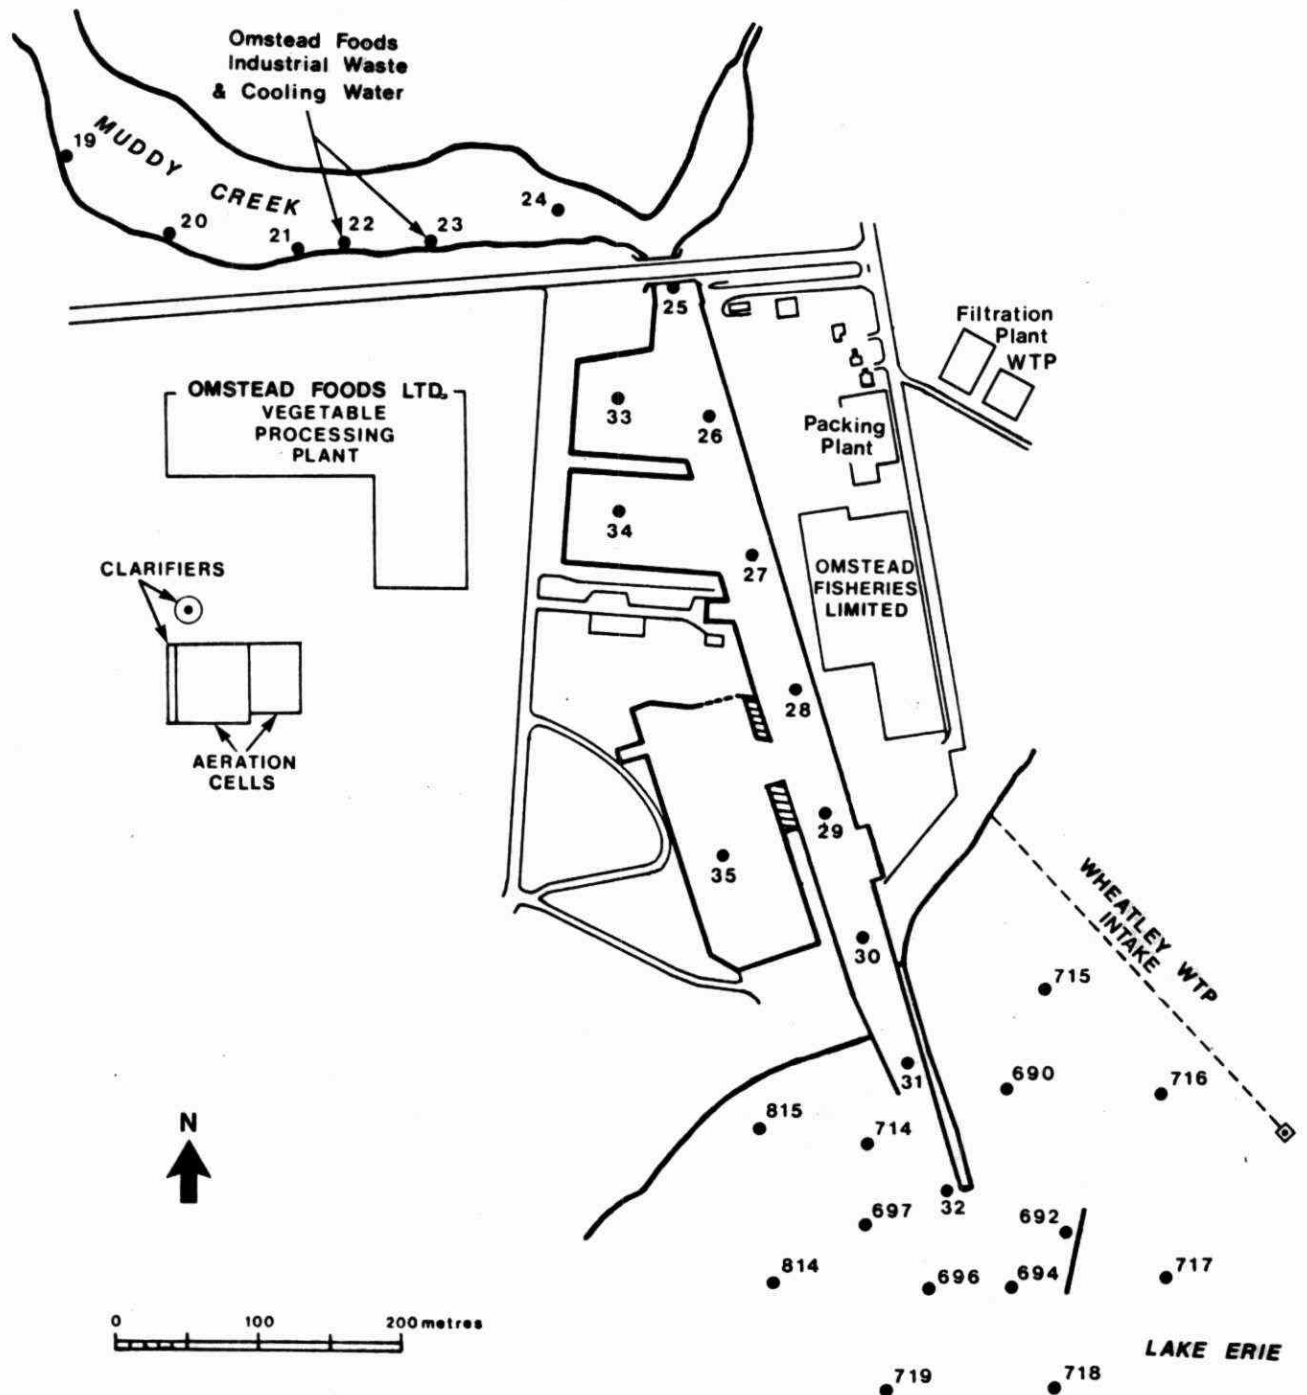 Omstead Foods
Industrial Waste
& Cooling Water
19
MUDDY CREEK
20
21
22
23
24
25
Filtration
Plant
WTP
OMSTEAD FOODS LTD.
VEGETABLE
PROCESSING
PLANT
33
26
Packing
Plant
34
27
OMSTEAD
FISHERIES
LIMITED
CLARIFIERS
28
AERATION
CELLS
29
35
WHEATLEY WTP
INTAKE
30
715
31
690
716
N
815
714
32
697
692
814
696
694
717
0 100 200 metres
LAKE ERIE
719
718